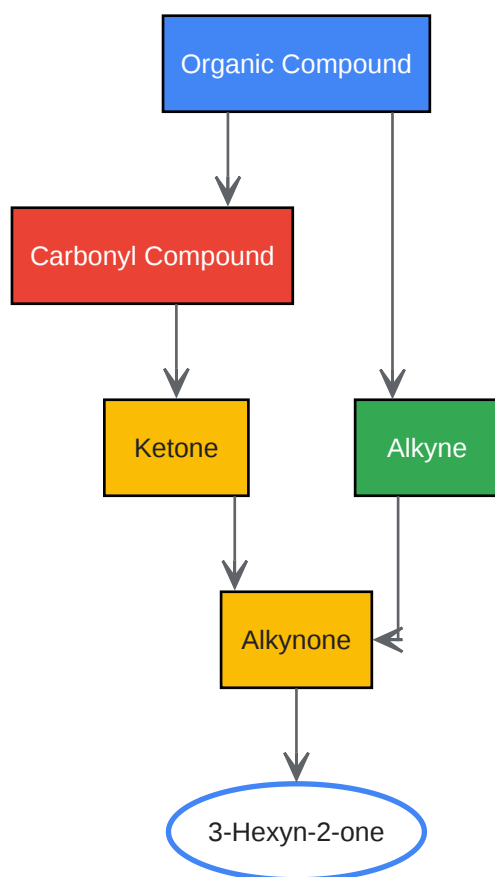 Organic Compound
Carbonyl Compound
Ketone
Alkyne
Alkynone
3-Hexyn-2-one